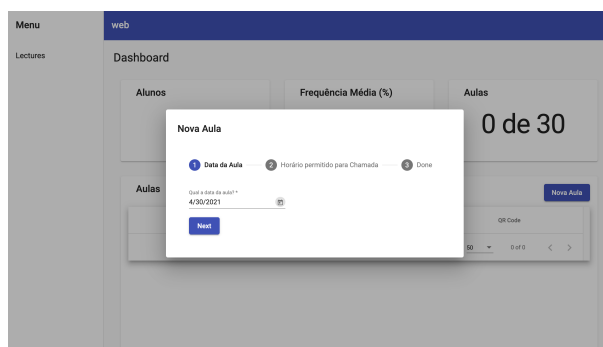 Menu
web
Lectures
Dashboard
Alunos
Frequência Média (%)
Aulas
0 de 30
Nova Aula
1 Data da Aula
2 Horário permitido para Chamada
3 Done
Qual a data da aula? *
4/30/2021
Next
Aulas
Nova Aula
QR Code
50
0 of 0